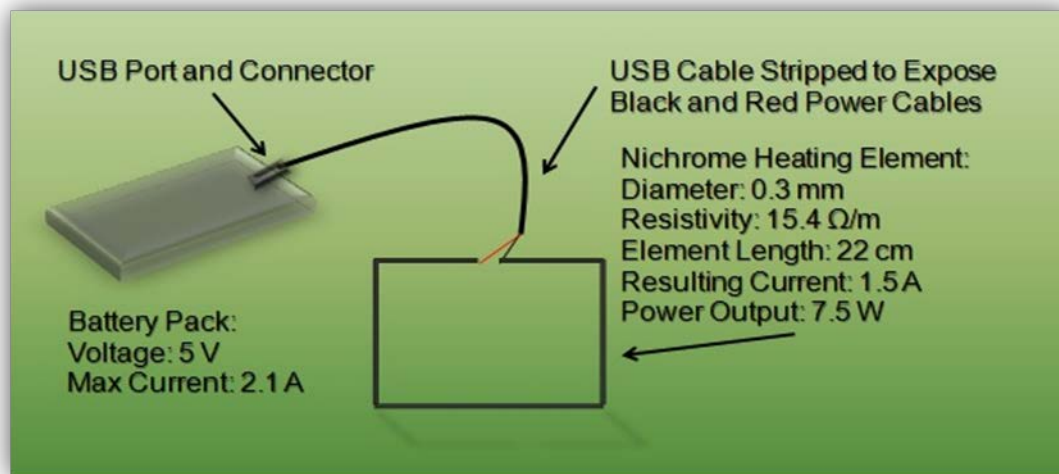 USB Port and Connector
USB Cable Stripped to Expose
Black and Red Power Cables
Nichrome Heating Element:
Diameter: 0.3 mm
Resistivity: 15.4 Ω/m
Element Length: 22 cm
Resulting Current: 1.5 A
Power Output: 7.5 W
Battery Pack:
Voltage: 5 V
Max Current: 2.1 A